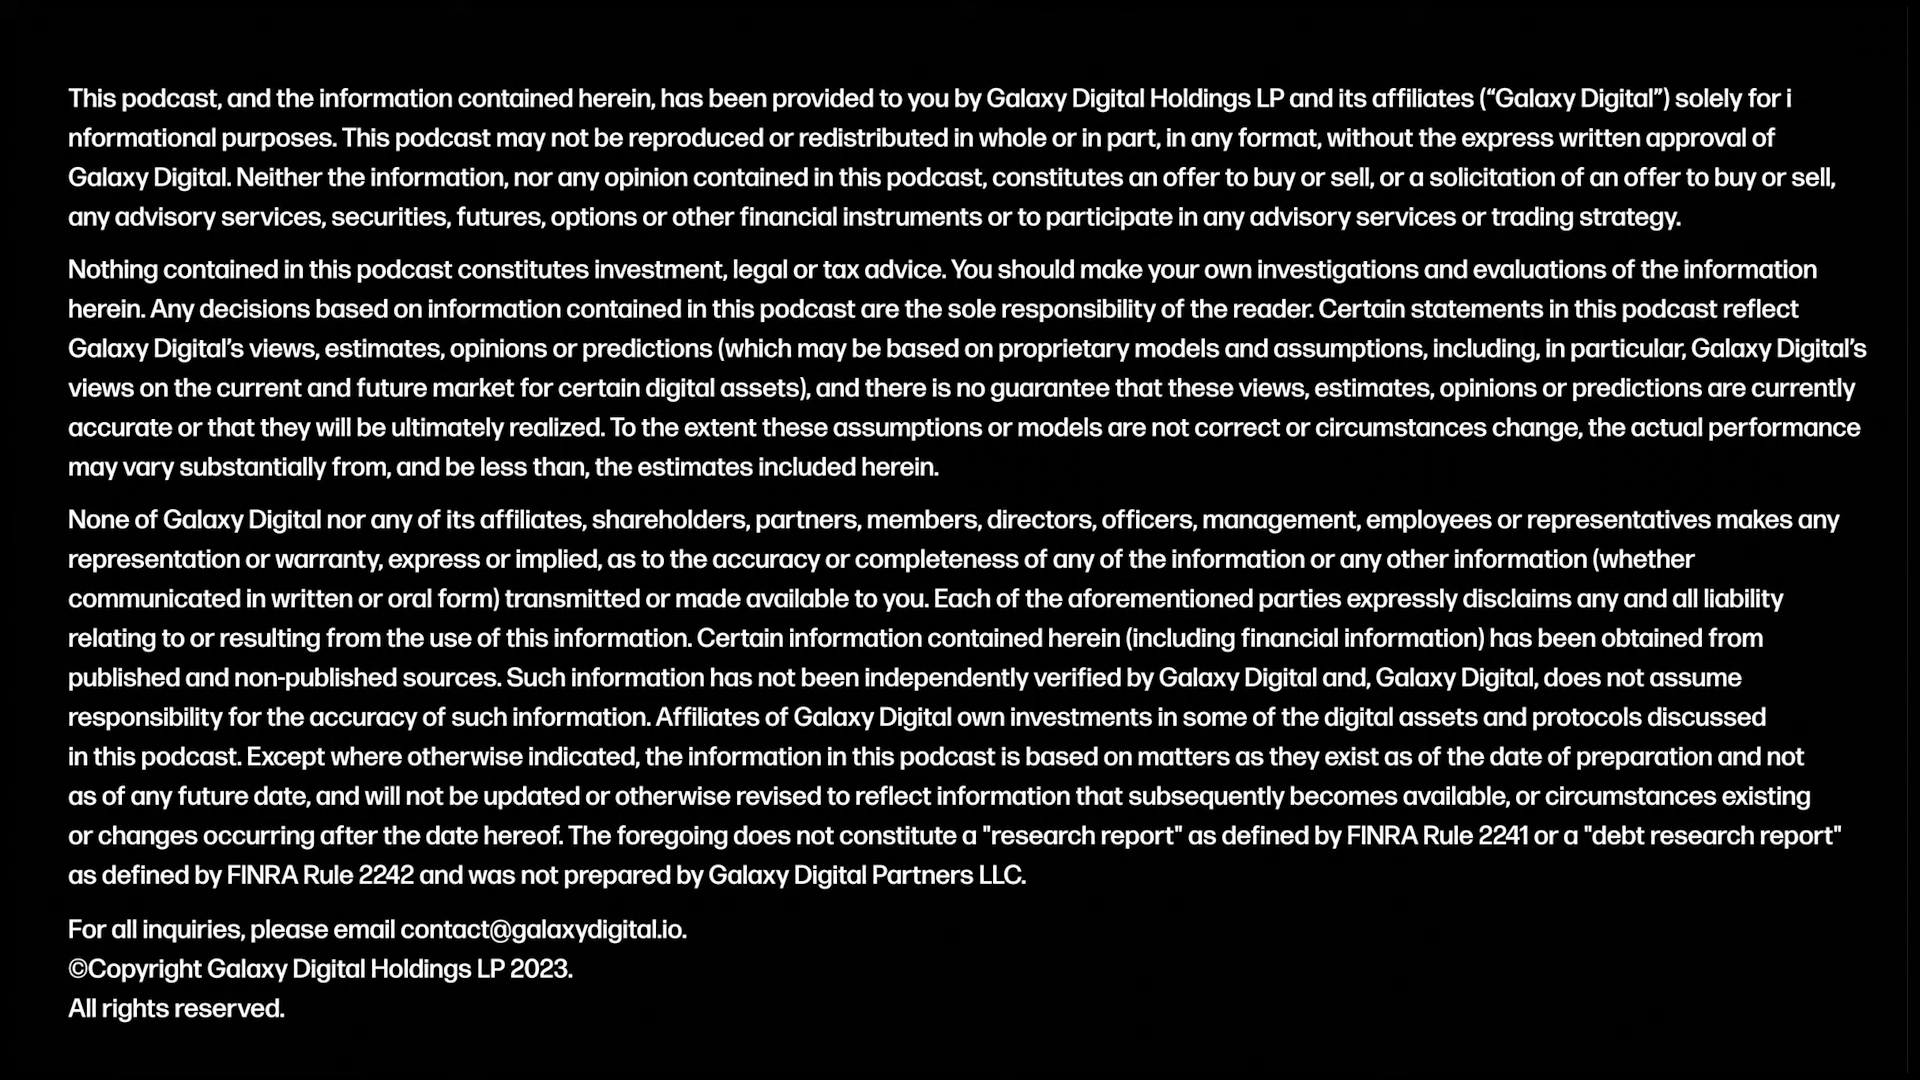 This podcast, and the information contained herein, has been provided to you by Galaxy Digital Holdings LP and its affiliates (“Galaxy Digital”) solely for i
nformational purposes. This podcast may not be reproduced or redistributed in whole or in part, in any format, without the express written approval of
Galaxy Digital. Neither the information, nor any opinion contained in this podcast, constitutes an offer to buy or sell, or a solicitation of an offer to buy or sell,
any advisory services, securities, futures, options or other financial instruments or to participate in any advisory services or trading strategy.
Nothing contained in this podcast constitutes investment, legal or tax advice. You should make your own investigations and evaluations of the information
herein. Any decisions based on information contained in this podcast are the sole responsibility of the reader. Certain statements in this podcast reflect
Galaxy Digital’s views, estimates, opinions or predictions (which may be based on proprietary models and assumptions, including, in particular, Galaxy Digital’s
views on the current and future market for certain digital assets), and there is no guarantee that these views, estimates, opinions or predictions are currently
accurate or that they will be ultimately realized. To the extent these assumptions or models are not correct or circumstances change, the actual performance
may vary substantially from, and be less than, the estimates included herein.
None of Galaxy Digital nor any of its affiliates, shareholders, partners, members, directors, officers, management, employees or representatives makes any
representation or warranty, express or implied, as to the accuracy or completeness of any of the information or any other information (whether
communicated in written or oral form) transmitted or made available to you. Each of the aforementioned parties expressly disclaims any and all liability
relating to or resulting from the use of this information. Certain information contained herein (including financial information) has been obtained from
published and non-published sources. Such information has not been independently verified by Galaxy Digital and, Galaxy Digital, does not assume
responsibility for the accuracy of such information. Affiliates of Galaxy Digital own investments in some of the digital assets and protocols discussed
in this podcast. Except where otherwise indicated, the information in this podcast is based on matters as they exist as of the date of preparation and not
as of any future date, and will not be updated or otherwise revised to reflect information that subsequently becomes available, or circumstances existing
or changes occurring after the date hereof. The foregoing does not constitute a "research report" as defined by FINRA Rule 2241 or a "debt research report"
as defined by FINRA Rule 2242 and was not prepared by Galaxy Digital Partners LLC.
For all inquiries, please email contact@galaxydigital.io.
©Copyright Galaxy Digital Holdings LP 2023.
All rights reserved.